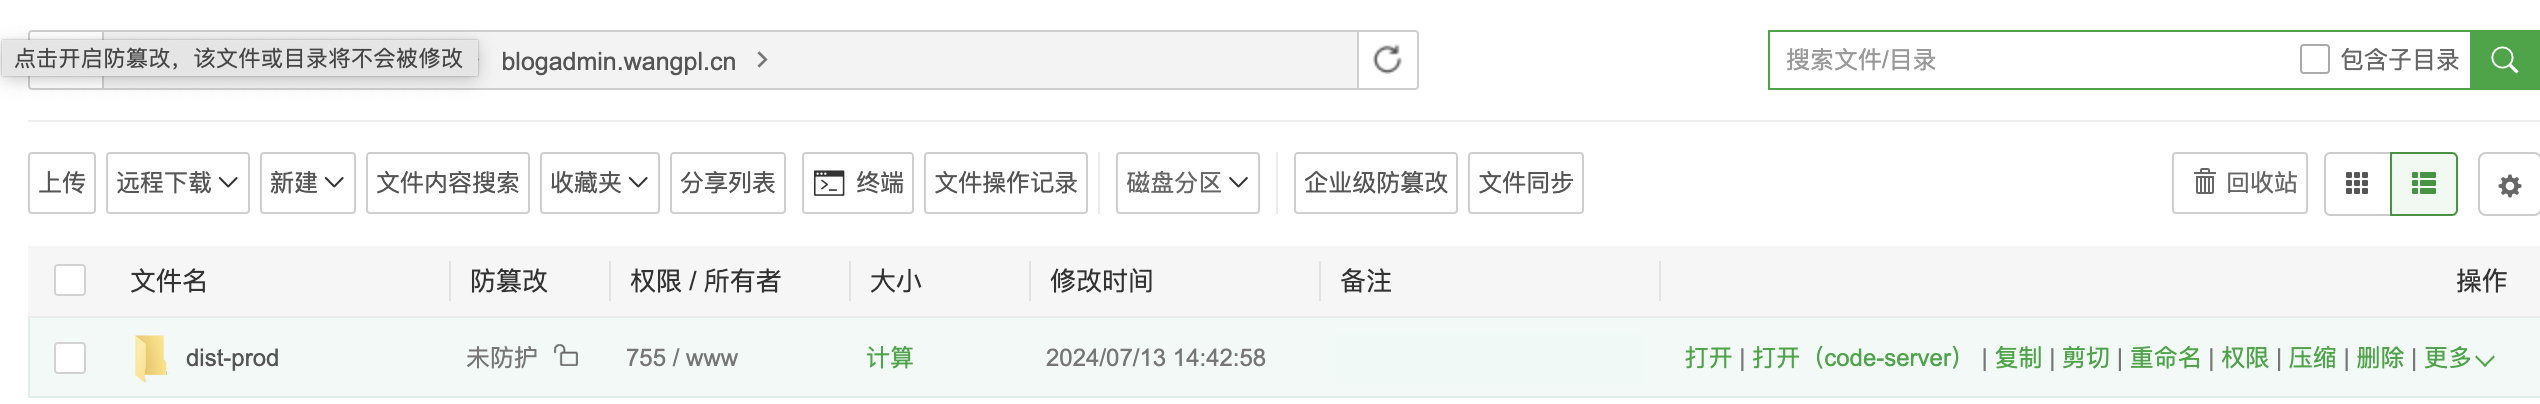 点击开启防篡改，该文件或目录将不会被修改 blogadmin.wangpl.cn 搜索文件/目录 包含子目录
上传 远程下载 新建 文件内容搜索 收藏夹 分享列表 终端 文件操作记录 磁盘分区 企业级防篡改 文件同步 回收站
文件名 防篡改 权限 / 所有者 大小 修改时间 备注 操作
dist-prod 未防护 755 / www 计算 2024/07/13 14:42:58 打开 | 打开（code-server） | 复制 | 剪切 | 重命名 | 权限 | 压缩 | 删除 | 更多